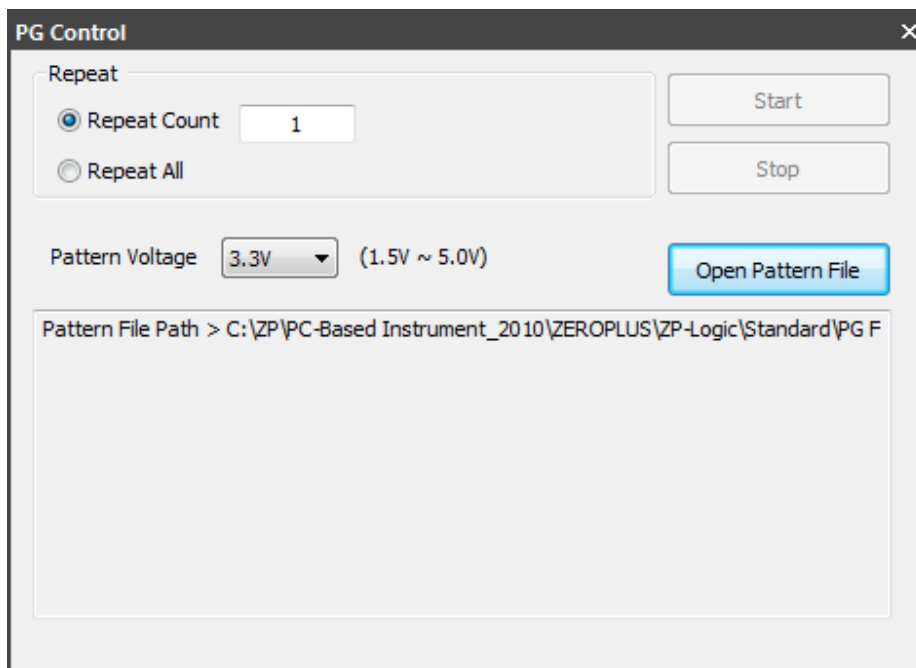 PG Control
Repeat
Repeat Count 1
Repeat All
Start
Stop
Pattern Voltage 3.3V (1.5V ~ 5.0V)
Open Pattern File
Pattern File Path > C:\ZP\PC-Based Instrument_2010\ZEROPLUS\ZP-Logic\Standard\PG F